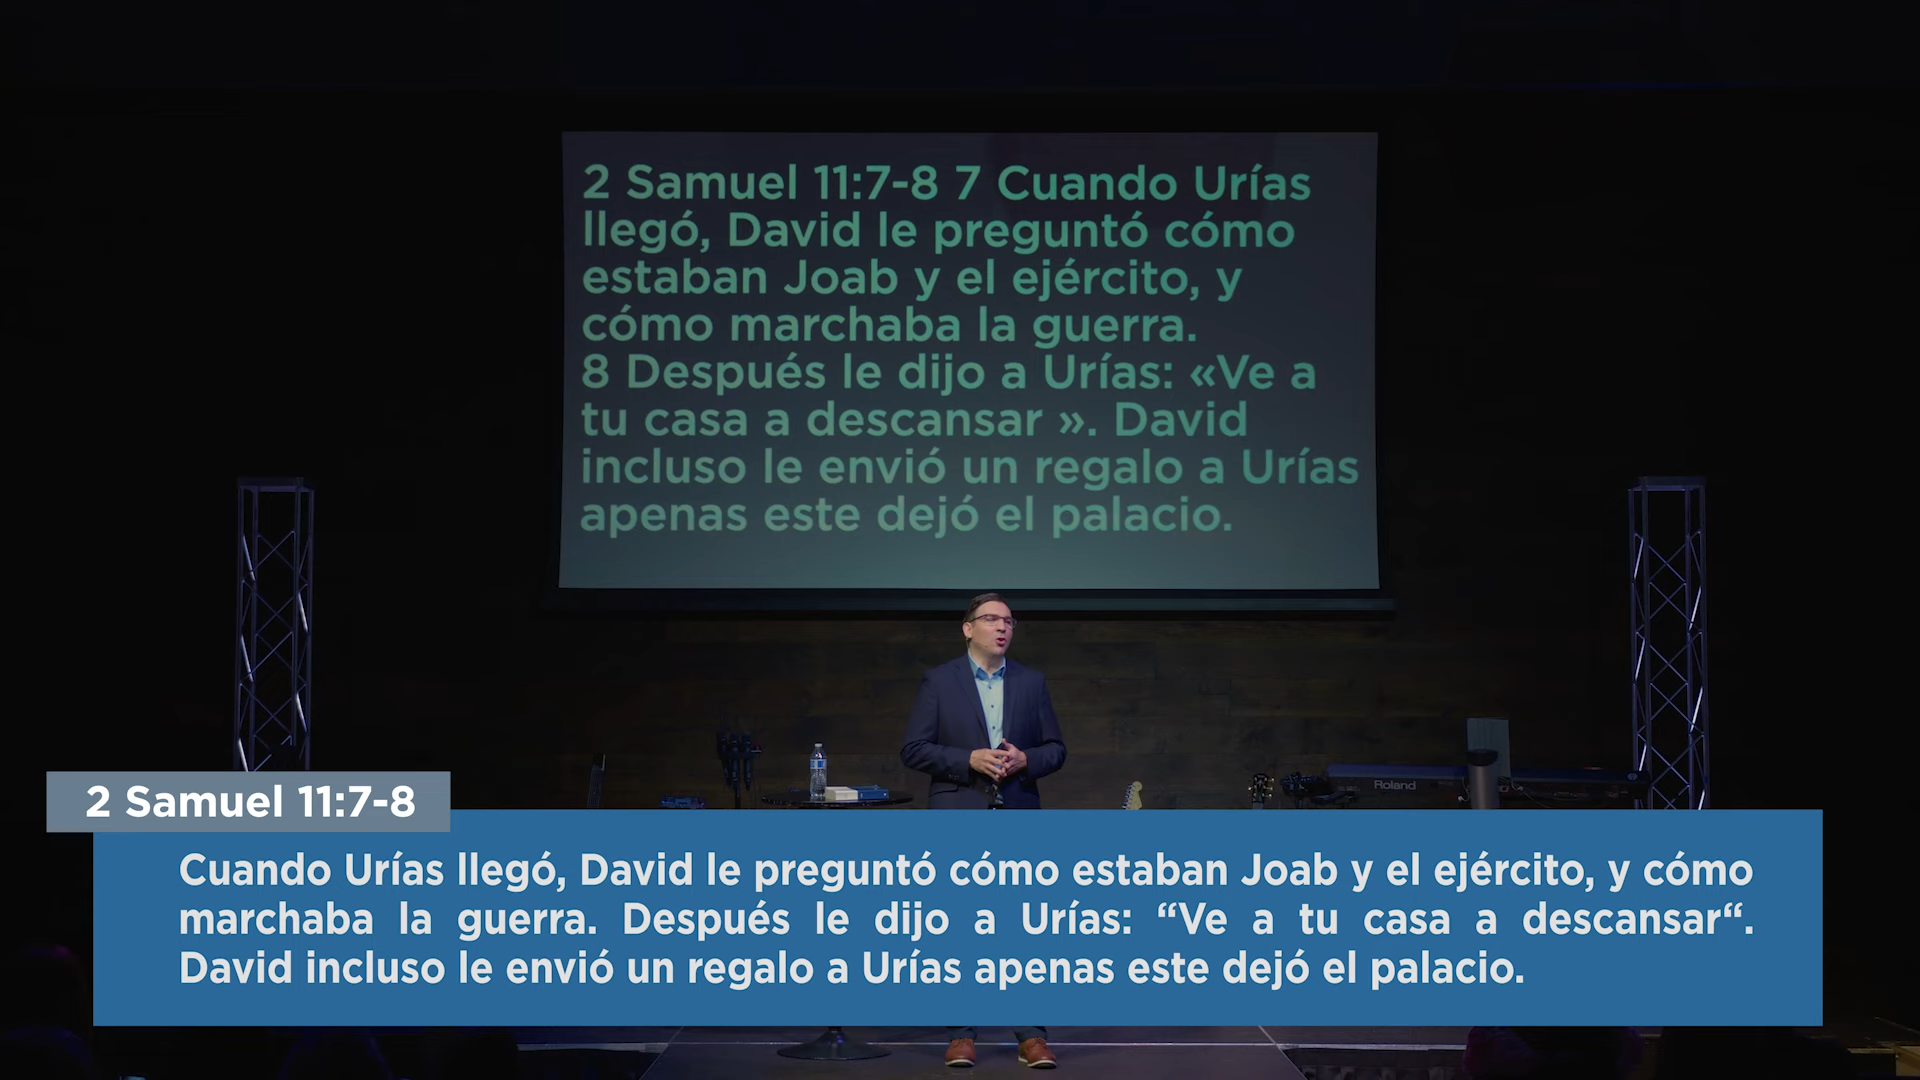 2 Samuel 11:7-8 7 Cuando Urías
llegó, David le preguntó cómo
estaban Joab y el ejército, y
cómo marchaba la guerra.
8 Después le dijo a Urías: «Ve a
tu casa a descansar ». David
incluso le envió un regalo a Urías
apenas este dejó el palacio.
Roland
2 Samuel 11:7-8
Cuando Urías llegó, David le preguntó cómo estaban Joab y el ejército, y cómo
marchaba la guerra. Después le dijo a Urías: “Ve a tu casa a descansar“.
David incluso le envió un regalo a Urías apenas este dejó el palacio.